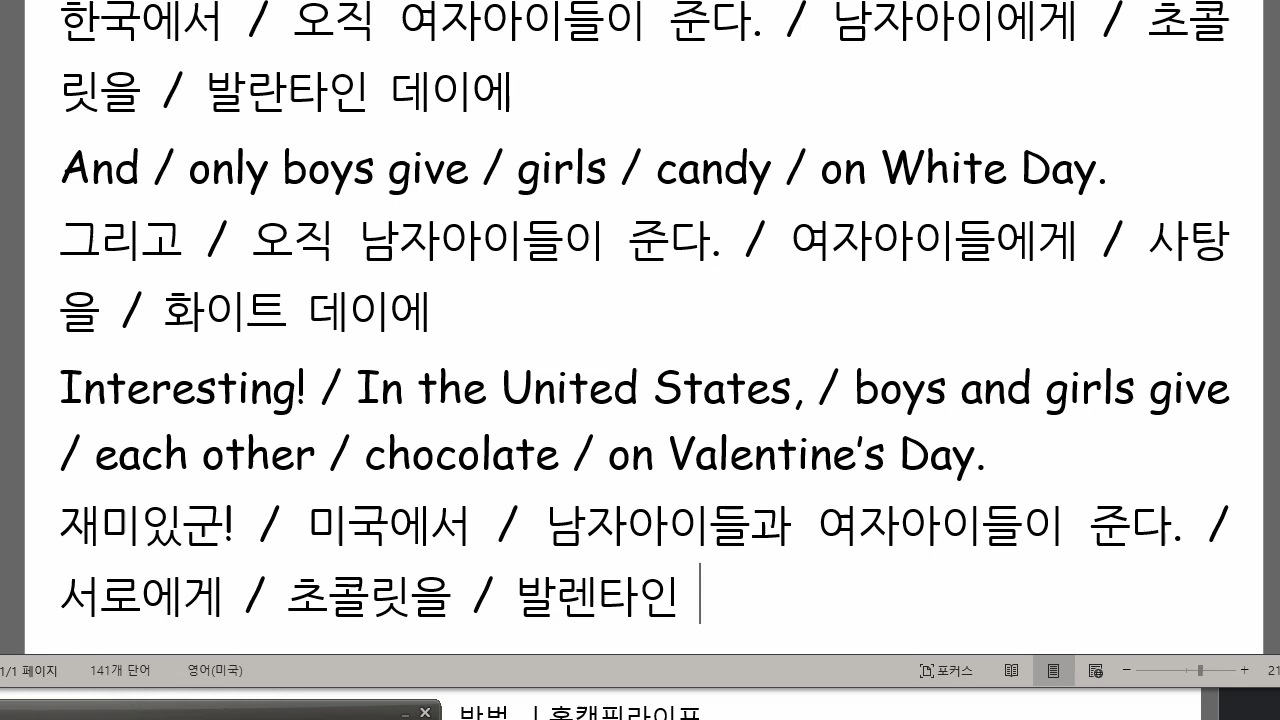 한국에서 / 오직 여자아이들이 준다. / 남자아이에게 / 초콜
릿을 / 발란타인 데이에
And / only boys give / girls / candy / on White Day.
그리고 / 오직 남자아이들이 준다. / 여자아이들에게 / 사탕
을 / 화이트 데이에
Interesting! / In the United States, / boys and girls give
/ each other / chocolate / on Valentine’s Day.
재미있군! / 미국에서 / 남자아이들과 여자아이들이 준다. /
서로에게 / 초콜릿을 / 발렌타인
1/1 페이지 141개 단어 영어(미국) 포커스